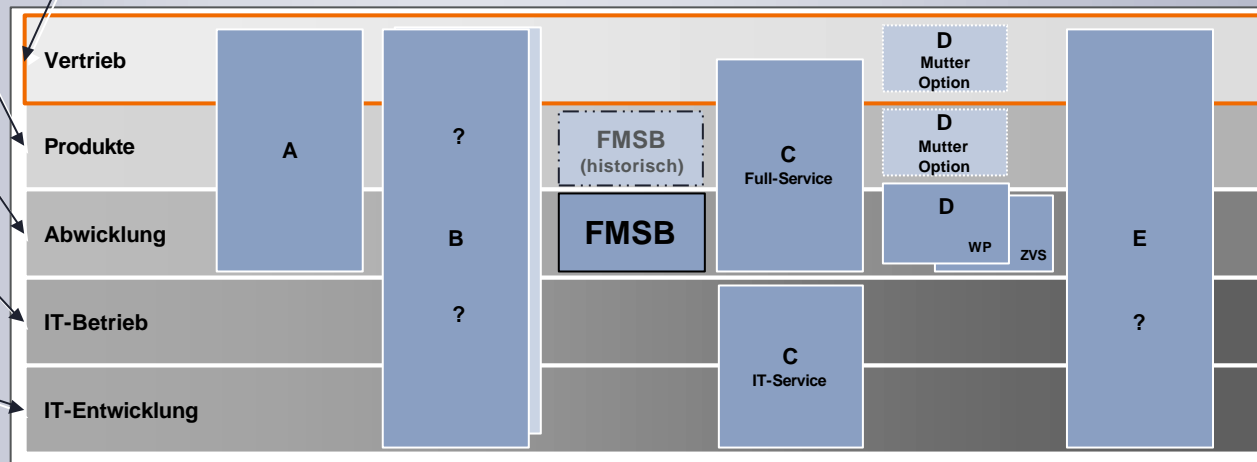 Vertrieb
Produkte
Abwicklung
IT-Betrieb
IT-Entwicklung
A
?
B
?
FMSB
(historisch)
FMSB
C
Full-Service
C
IT-Service
D
Mutter
Option
D
Mutter
Option
D
WP
ZVS
E
?